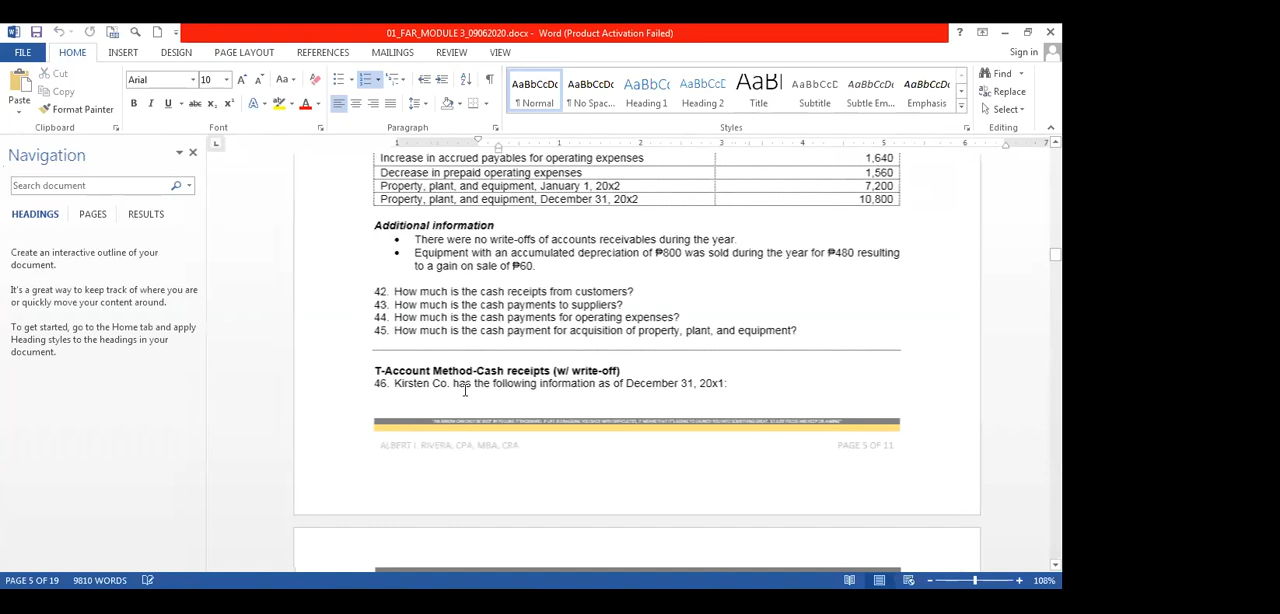 01_FAR_MODULE 3_09062020.docx - Word (Product Activation Failed)
FILE HOME INSERT DESIGN PAGE LAYOUT REFERENCES MAILINGS REVIEW VIEW Sign in
Paste
Cut
Copy
Format Painter
Clipboard
Arial 10
Font
Paragraph
AaBbCcDc AaBbCcDc AaBbCc AaBbCcD AaBl AaBbCcD AaBbCcDc AaBbCcDc
¶ Normal ¶ No Spac... Heading 1 Heading 2 Title Subtitle Subtle Em... Emphasis
Styles
Find
Replace
Select
Editing
Navigation
Search document
HEADINGS PAGES RESULTS
Create an interactive outline of your
document.
It's a great way to keep track of where you are
or quickly move your content around.
To get started, go to the Home tab and apply
Heading styles to the headings in your
document.
1 1 2 3 4 5 6 7
Increase in accrued payables for operating expenses 1,640
Decrease in prepaid operating expenses 1,560
Property, plant, and equipment, January 1, 20x2 7,200
Property, plant, and equipment, December 31, 20x2 10,800
Additional information
• There were no write-offs of accounts receivables during the year.
• Equipment with an accumulated depreciation of ₱800 was sold during the year for ₱480 resulting
to a gain on sale of ₱60.
42. How much is the cash receipts from customers?
43. How much is the cash payments to suppliers?
44. How much is the cash payments for operating expenses?
45. How much is the cash payment for acquisition of property, plant, and equipment?
T-Account Method-Cash receipts (w/ write-off)
46. Kirsten Co. has the following information as of December 31, 20x1:
ALBERT L. RIVERA, CPA, MBA, CRA PAGE 5 OF 11
PAGE 5 OF 19 9810 WORDS 108%